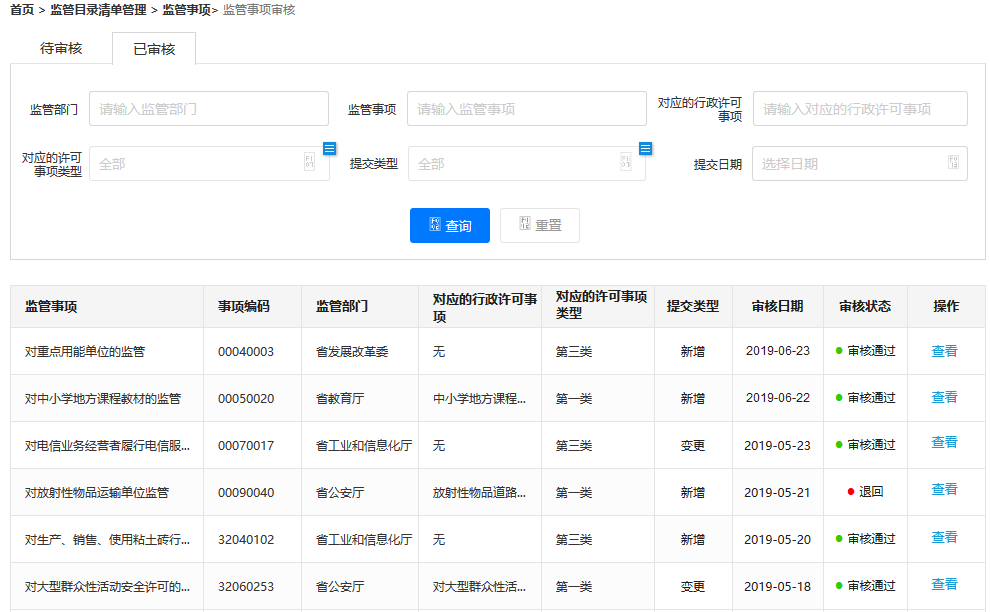 首页 > 监管目录清单管理 > 监管事项> 监管事项审核
待审核 已审核
监管部门 请输入监管部门 监管事项 请输入监管事项 对应的行政许可事项 请输入对应的行政许可事项
对应的许可事项类型 全部 提交类型 全部 提交日期 选择日期
查询 重置
监管事项 事项编码 监管部门 对应的行政许可事项 对应的许可事项类型 提交类型 审核日期 审核状态 操作
对重点用能单位的监管 00040003 省发展改革委 无 第三类 新增 2019-06-23 审核通过 查看
对中小学地方课程教材的监管 00050020 省教育厅 中小学地方课程... 第一类 新增 2019-06-22 审核通过 查看
对电信业务经营者履行电信服... 00070017 省工业和信息化厅 无 第三类 变更 2019-05-23 审核通过 查看
对放射性物品运输单位监管 00090040 省公安厅 放射性物品道路... 第一类 新增 2019-05-21 退回 查看
对生产、销售、使用粘土砖行... 32040102 省工业和信息化厅 无 第三类 新增 2019-05-20 审核通过 查看
对大型群众性活动安全许可的... 32060253 省公安厅 对大型群众性活... 第一类 变更 2019-05-18 审核通过 查看